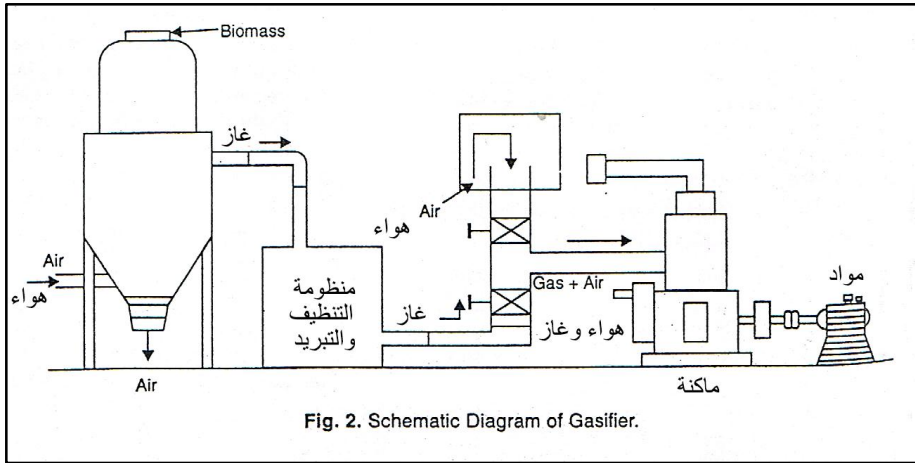 Biomass
غاز
Air
هواء
Air
هواء
منظومة
التنظيف
والتبريد
غاز
Gas + Air
هواء وغاز
مواد
ماكنة
Air
Fig. 2. Schematic Diagram of Gasifier.